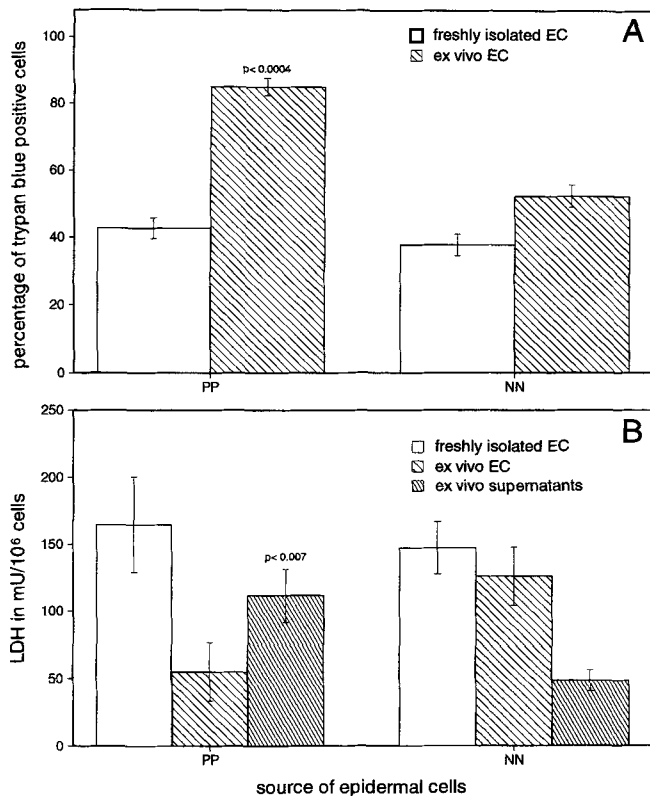 A
freshly isolated EC
ex vivo EC
percentage of trypan blue positive cells
100
80
60
40
20
0
p< 0.0004
PP
NN
B
freshly isolated EC
ex vivo EC
ex vivo supernatants
LDH in mU/10⁶ cells
250
200
150
100
50
0
p< 0.007
PP
NN
source of epidermal cells